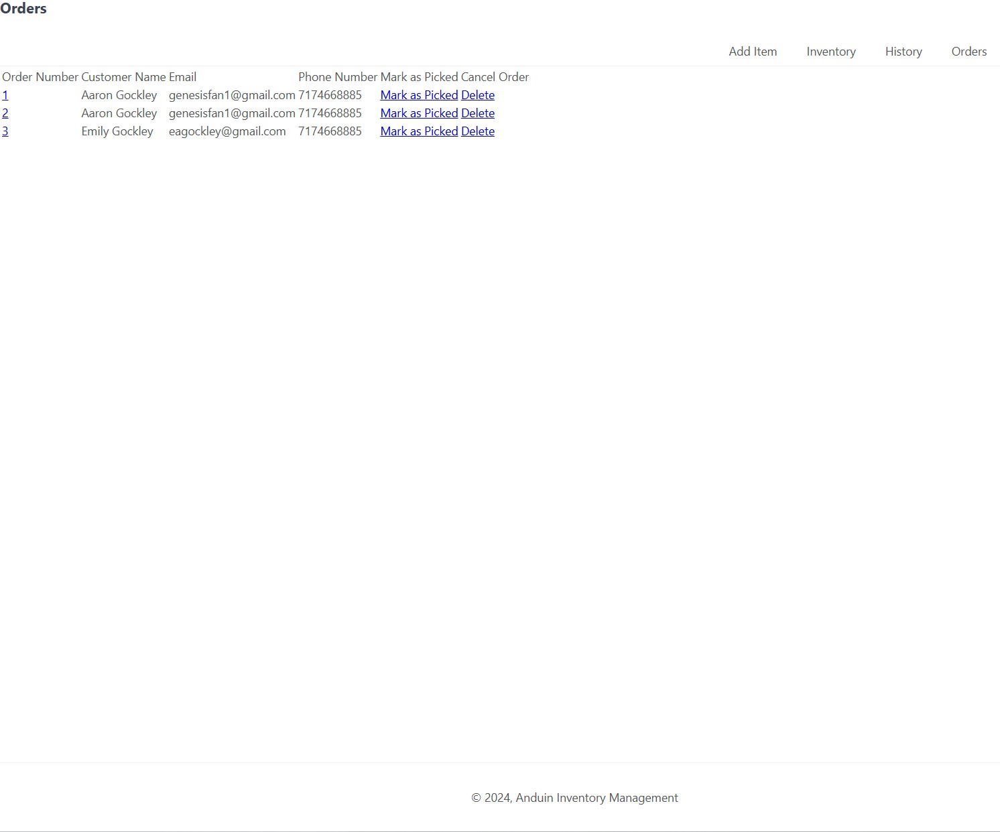 Orders
Add Item Inventory History Orders
Order Number Customer Name Email Phone Number Mark as Picked Cancel Order
1 Aaron Gockley genesisfan1@gmail.com 7174668885 Mark as Picked Delete
2 Aaron Gockley genesisfan1@gmail.com 7174668885 Mark as Picked Delete
3 Emily Gockley eagockley@gmail.com 7174668885 Mark as Picked Delete
© 2024, Anduin Inventory Management